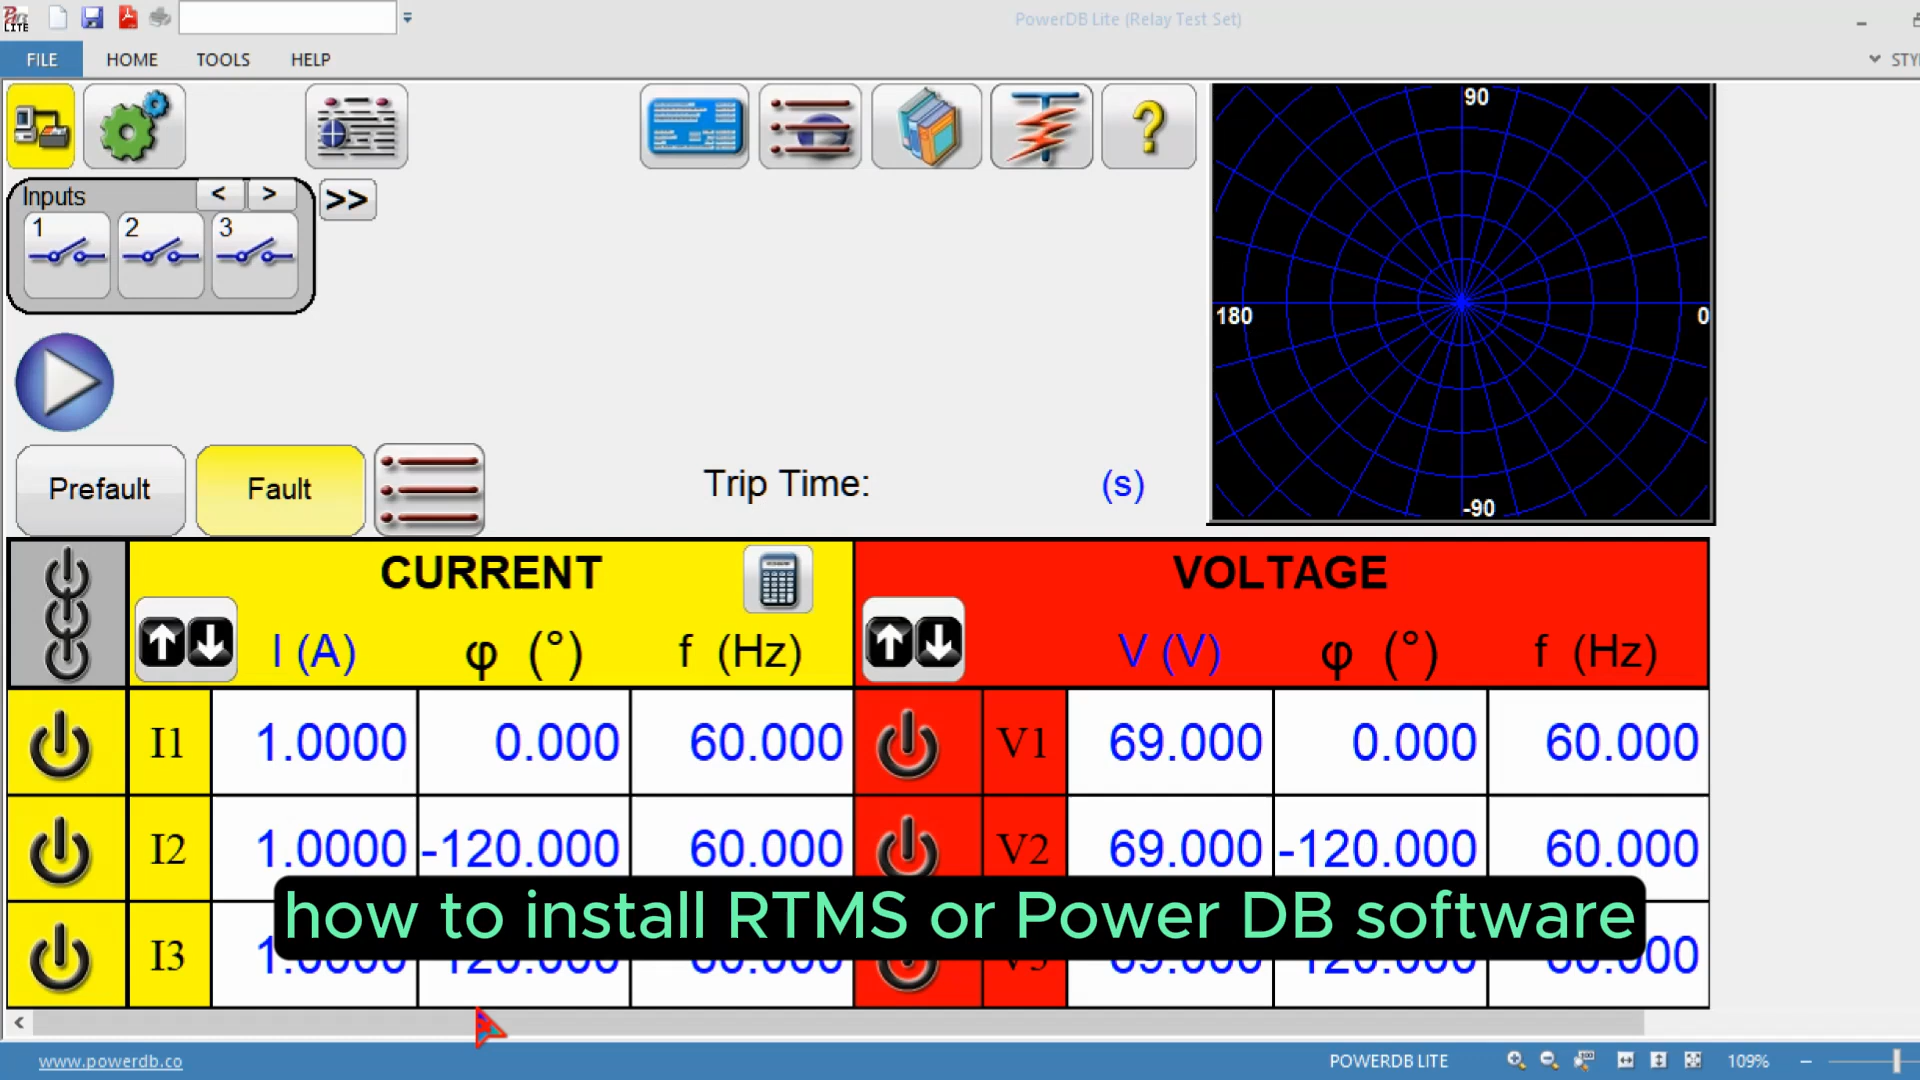 LITE
PowerDB Lite (Relay Test Set)
FILE HOME TOOLS HELP
Inputs < > >>
1 2 3
90
180 0
-90
Prefault Fault
Trip Time: (s)
CURRENT VOLTAGE
I (A) φ (°) f (Hz) V (V) φ (°) f (Hz)
I1 1.0000 0.000 60.000 V1 69.000 0.000 60.000
I2 1.0000 -120.000 60.000 V2 69.000 -120.000 60.000
how to install RTMS or Power DB software
I3
www.powerdb.co
POWERDB LITE 109%